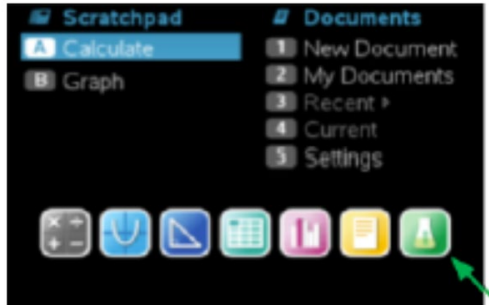 Scratchpad
A Calculate
B Graph
Documents
1 New Document
2 My Documents
3 Recent ▸
4 Current
5 Settings